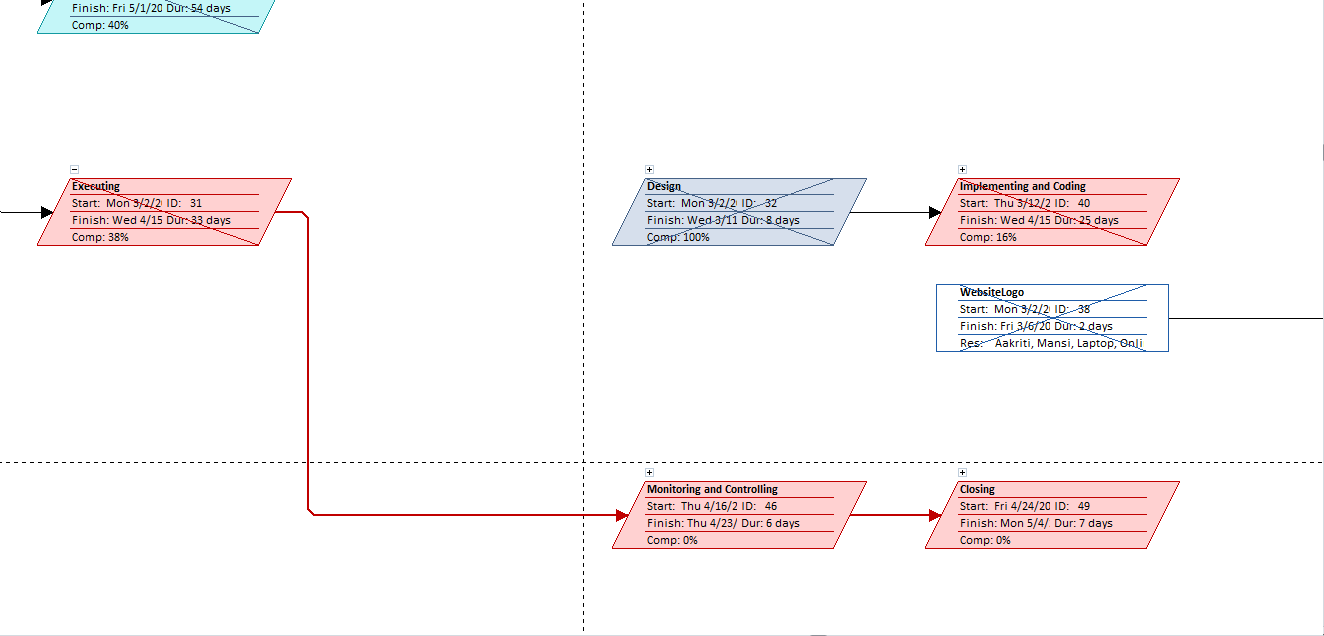 Finish: Fri 5/1/20 Dur: 54 days
Comp: 40%
Executing
Start: Mon 3/2/2 ID: 31
Finish: Wed 4/15 Dur: 33 days
Comp: 38%
Design
Start: Mon 3/2/2 ID: 32
Finish: Wed 3/11 Dur: 8 days
Comp: 100%
Implementing and Coding
Start: Thu 3/12/2 ID: 40
Finish: Wed 4/15 Dur: 25 days
Comp: 16%
WebsiteLogo
Start: Mon 3/2/2 ID: 38
Finish: Fri 3/6/20 Dur: 2 days
Res: Aakriti, Mansi, Laptop, Onli
Monitoring and Controlling
Start: Thu 4/16/2 ID: 46
Finish: Thu 4/23/ Dur: 6 days
Comp: 0%
Closing
Start: Fri 4/24/20 ID: 49
Finish: Mon 5/4/ Dur: 7 days
Comp: 0%